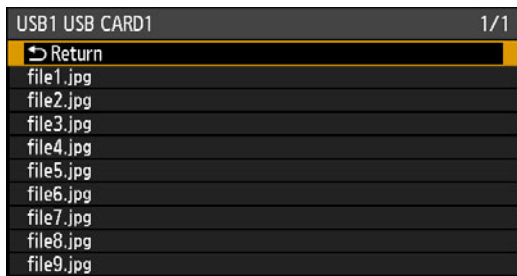 USB1 USB CARD1 1/1
Return
file1.jpg
file2.jpg
file3.jpg
file4.jpg
file5.jpg
file6.jpg
file7.jpg
file8.jpg
file9.jpg